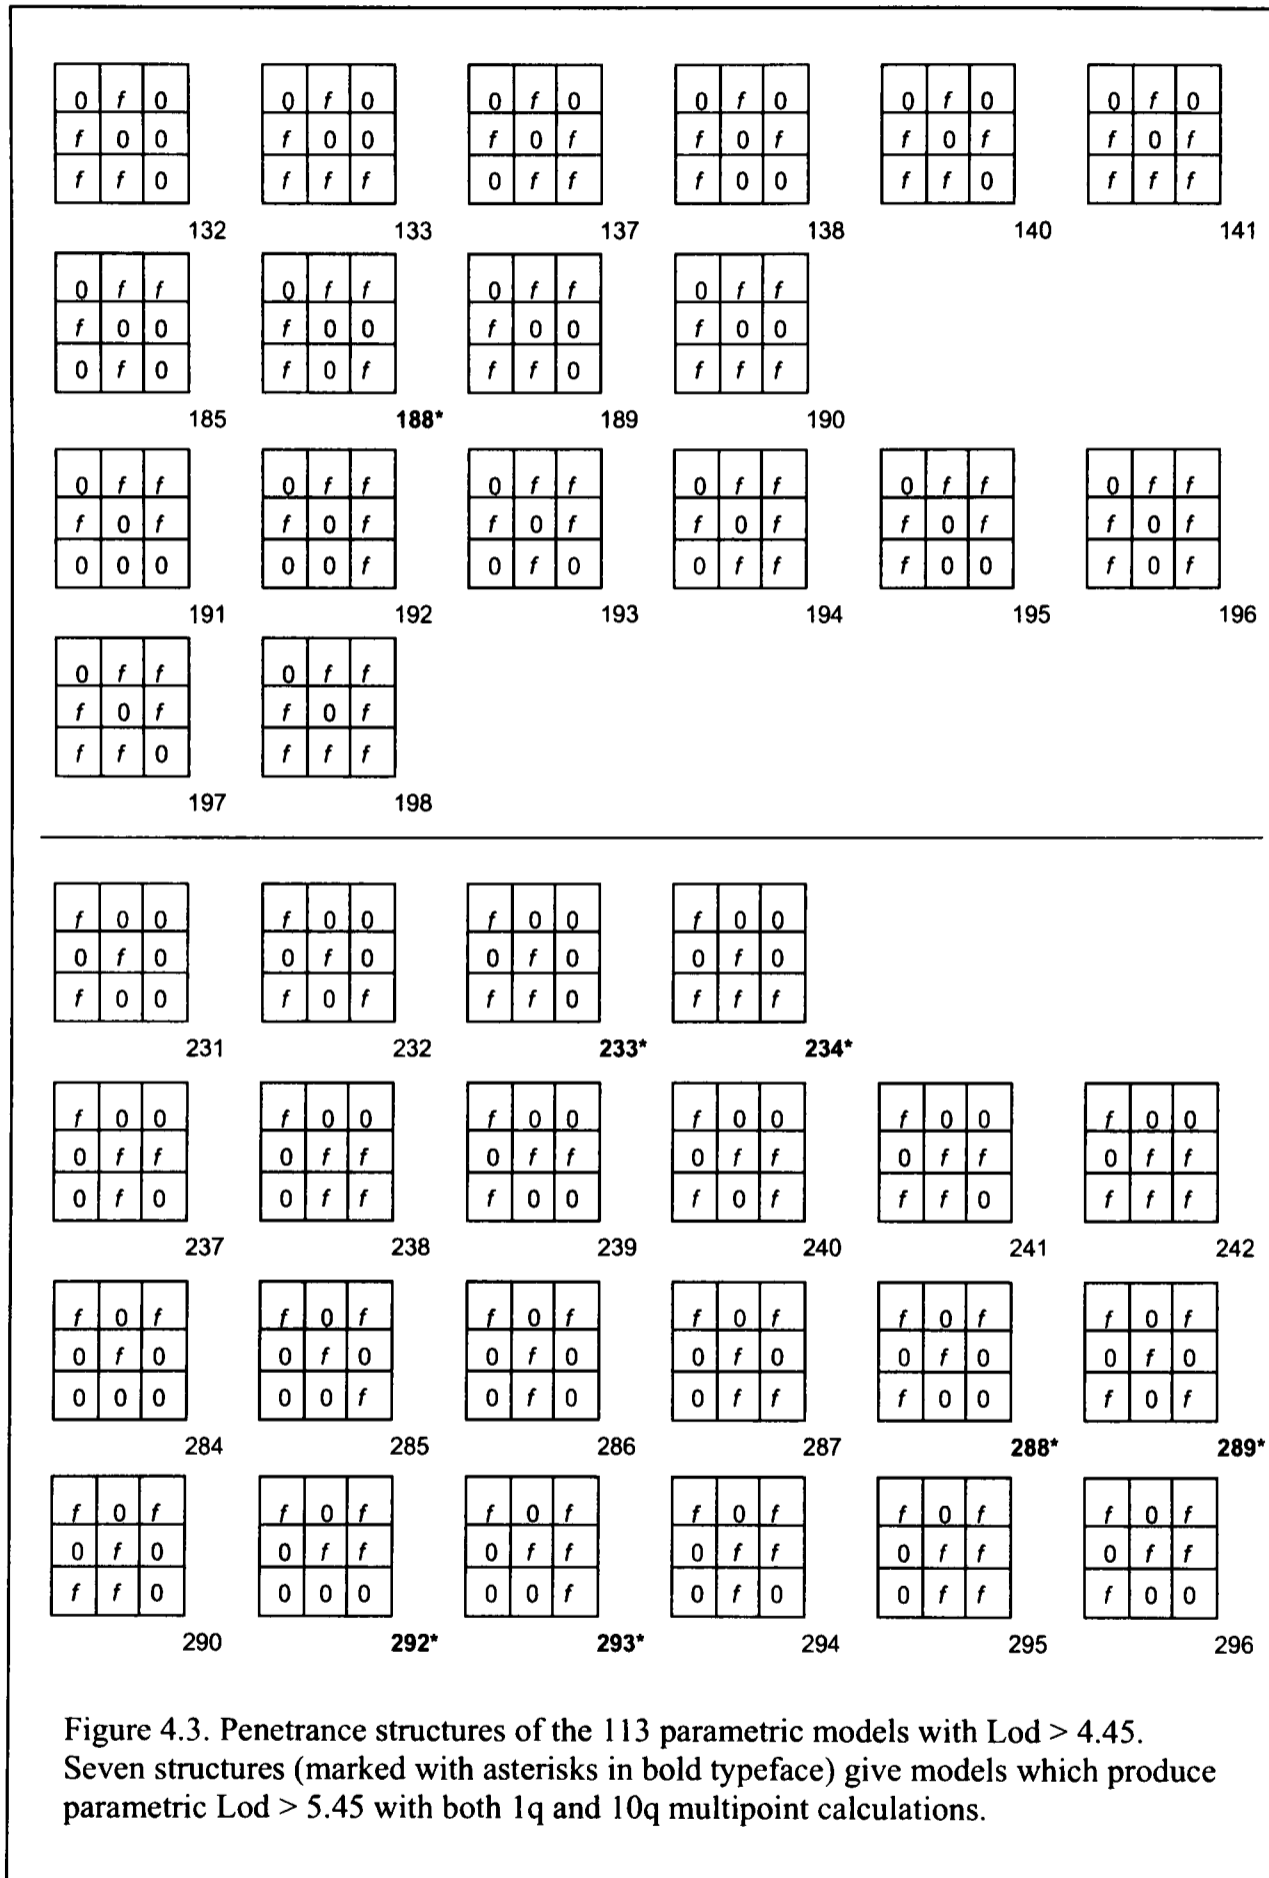 0 f 0 0 f 0 0 f 0 0 f 0 0 f 0 0 f 0
f 0 0 f 0 0 f 0 f f 0 f f 0 f f 0 f
f f 0 f f f 0 f f f 0 0 f f 0 f f f
132 133 137 138 140 141
0 f f 0 f f 0 f f 0 f f
f 0 0 f 0 0 f 0 0 f 0 0
0 f 0 f 0 f f f 0 f f f
185 188* 189 190
0 f f 0 f f 0 f f 0 f f 0 f f 0 f f
f 0 f f 0 f f 0 f f 0 f f 0 f f 0 f
0 0 0 0 0 f 0 f 0 0 f f f 0 0 f 0 f
191 192 193 194 195 196
0 f f 0 f f
f 0 f f 0 f
f f 0 f f f
197 198
f 0 0 f 0 0 f 0 0 f 0 0
0 f 0 0 f 0 0 f 0 0 f 0
f 0 0 f 0 f f f 0 f f f
231 232 233* 234*
f 0 0 f 0 0 f 0 0 f 0 0 f 0 0 f 0 0
0 f f 0 f f 0 f f 0 f f 0 f f 0 f f
0 f 0 0 f f f 0 0 f 0 f f f 0 f f f
237 238 239 240 241 242
f 0 f f 0 f f 0 f f 0 f f 0 f f 0 f
0 f 0 0 f 0 0 f 0 0 f 0 0 f 0 0 f 0
0 0 0 0 0 f 0 f 0 0 f f f 0 0 f 0 f
284 285 286 287 288* 289*
f 0 f f 0 f f 0 f f 0 f f 0 f f 0 f
0 f 0 0 f f 0 f f 0 f f 0 f f 0 f f
f f 0 0 0 0 0 0 f 0 f 0 0 f f f 0 0
290 292* 293* 294 295 296
Figure 4.3. Penetrance structures of the 113 parametric models with Lod > 4.45.
Seven structures (marked with asterisks in bold typeface) give models which produce
parametric Lod > 5.45 with both 1q and 10q multipoint calculations.